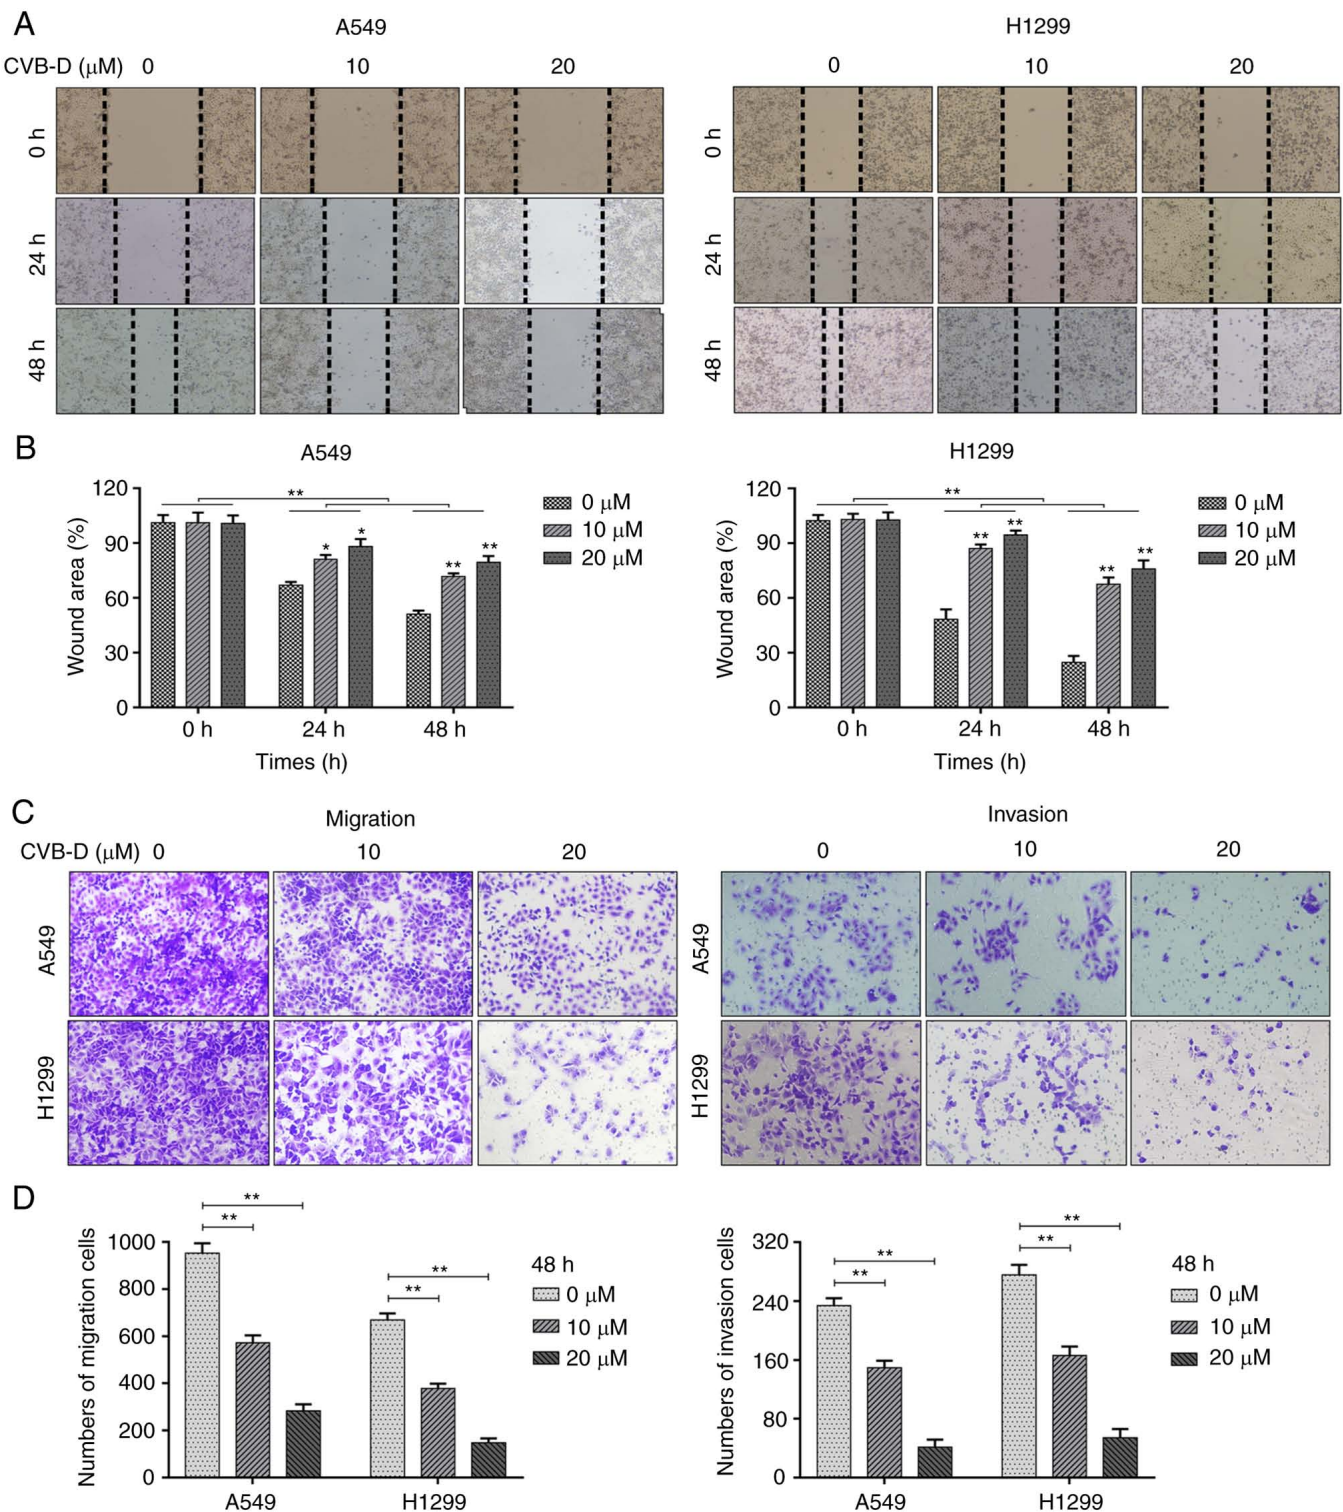 A
A549
H1299
CVB-D (μM) 0 10 20
0 10 20
0 h
24 h
48 h
0 h
24 h
48 h
B
A549
Wound area (%)
120
90
60
30
0
**
* *
** **
0 h 24 h 48 h
Times (h)
0 μM
10 μM
20 μM
H1299
Wound area (%)
120
90
60
30
0
**
** **
** **
0 h 24 h 48 h
Times (h)
0 μM
10 μM
20 μM
C
Migration
Invasion
CVB-D (μM) 0 10 20
0 10 20
A549
H1299
A549
H1299
D
Numbers of migration cells
1000
800
600
400
200
0
**
**
**
**
A549 H1299
48 h
0 μM
10 μM
20 μM
Numbers of invasion cells
320
240
160
80
0
**
**
**
**
A549 H1299
48 h
0 μM
10 μM
20 μM